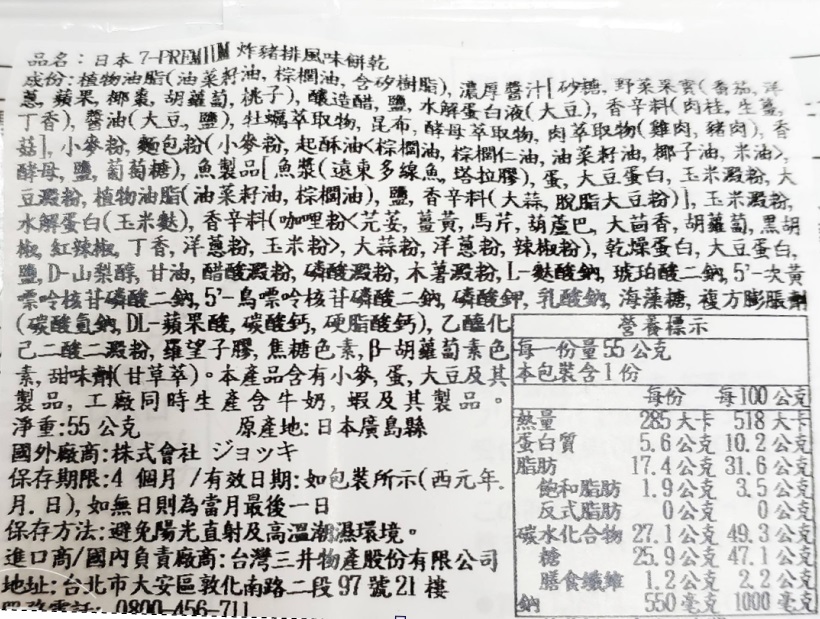 品名：日本 7-PREMIUM 炸豬排風味餅乾
成份：植物油脂(油菜籽油, 棕櫚油, 含矽樹脂), 濃厚醬汁[砂糖, 野菜果實(番茄, 洋
蔥, 蘋果, 椰棗, 胡蘿蔔, 桃子), 釀造醋, 鹽, 水解蛋白液(大豆), 香辛料(肉桂, 生薑,
丁香), 醬油(大豆, 鹽), 牡蠣萃取物, 昆布, 酵母萃取物, 肉萃取物(雞肉, 豬肉), 香
菇], 小麥粉, 麵包粉(小麥粉, 起酥油<棕櫚油, 棕櫚仁油, 油菜籽油, 椰子油, 米油>,
酵母, 鹽, 葡萄糖), 魚製品[魚漿(遠東多線魚, 塔拉膠), 蛋, 大豆蛋白, 玉米澱粉, 大
豆澱粉, 植物油脂(油菜籽油, 棕櫚油), 鹽, 香辛料(大蒜, 脫脂大豆粉)], 玉米澱粉,
水解蛋白(玉米麩), 香辛料(咖哩粉<芫荽, 薑黃, 馬芹, 葫蘆巴, 大茴香, 胡蘿蔔, 黑胡
椒, 紅辣椒, 丁香, 洋蔥粉, 玉米粉>, 大蒜粉, 洋蔥粉, 辣椒粉), 乾燥蛋白, 大豆蛋白,
鹽, D-山梨醇, 甘油, 醋酸澱粉, 磷酸澱粉, 木薯澱粉, L-麩酸鈉, 琥珀酸二鈉, 5'-次黃
嘌呤核苷磷酸二鈉, 5'-鳥嘌呤核苷磷酸二鈉, 磷酸鉀, 乳酸鈉, 海藻糖, 複方膨脹劑
(碳酸氫鈉, DL-蘋果酸, 碳酸鈣, 硬脂酸鈣), 乙醯化
己二酸二澱粉, 羅望子膠, 焦糖色素, β-胡蘿蔔素色
素, 甜味劑(甘草萃)。本產品含有小麥, 蛋, 大豆及其
製品, 工廠同時生產含牛奶, 蝦及其製品。
淨重:55 公克 原產地: 日本廣島縣
國外廠商:株式會社 ジョッキ
保存期限:4 個月 /有效日期: 如包裝所示(西元年.
月. 日), 如無日則為當月最後一日
保存方法:避免陽光直射及高溫潮濕環境。
進口商/國內負責廠商:台灣三井物產股份有限公司
地址: 台北市大安區敦化南路二段 97 號 21 樓
服務電話: 0800-456-711
營養標示
每一份量 55 公克
本包裝含 1 份
每份 每 100 公克
熱量 285 大卡 518 大卡
蛋白質 5.6 公克 10.2 公克
脂肪 17.4 公克 31.6 公克
飽和脂肪 1.9 公克 3.5 公克
反式脂肪 0 公克 0 公克
碳水化合物 27.1 公克 49.3 公克
糖 25.9 公克 47.1 公克
膳食纖維 1.2 公克 2.2 公克
鈉 550 毫克 1000 毫克